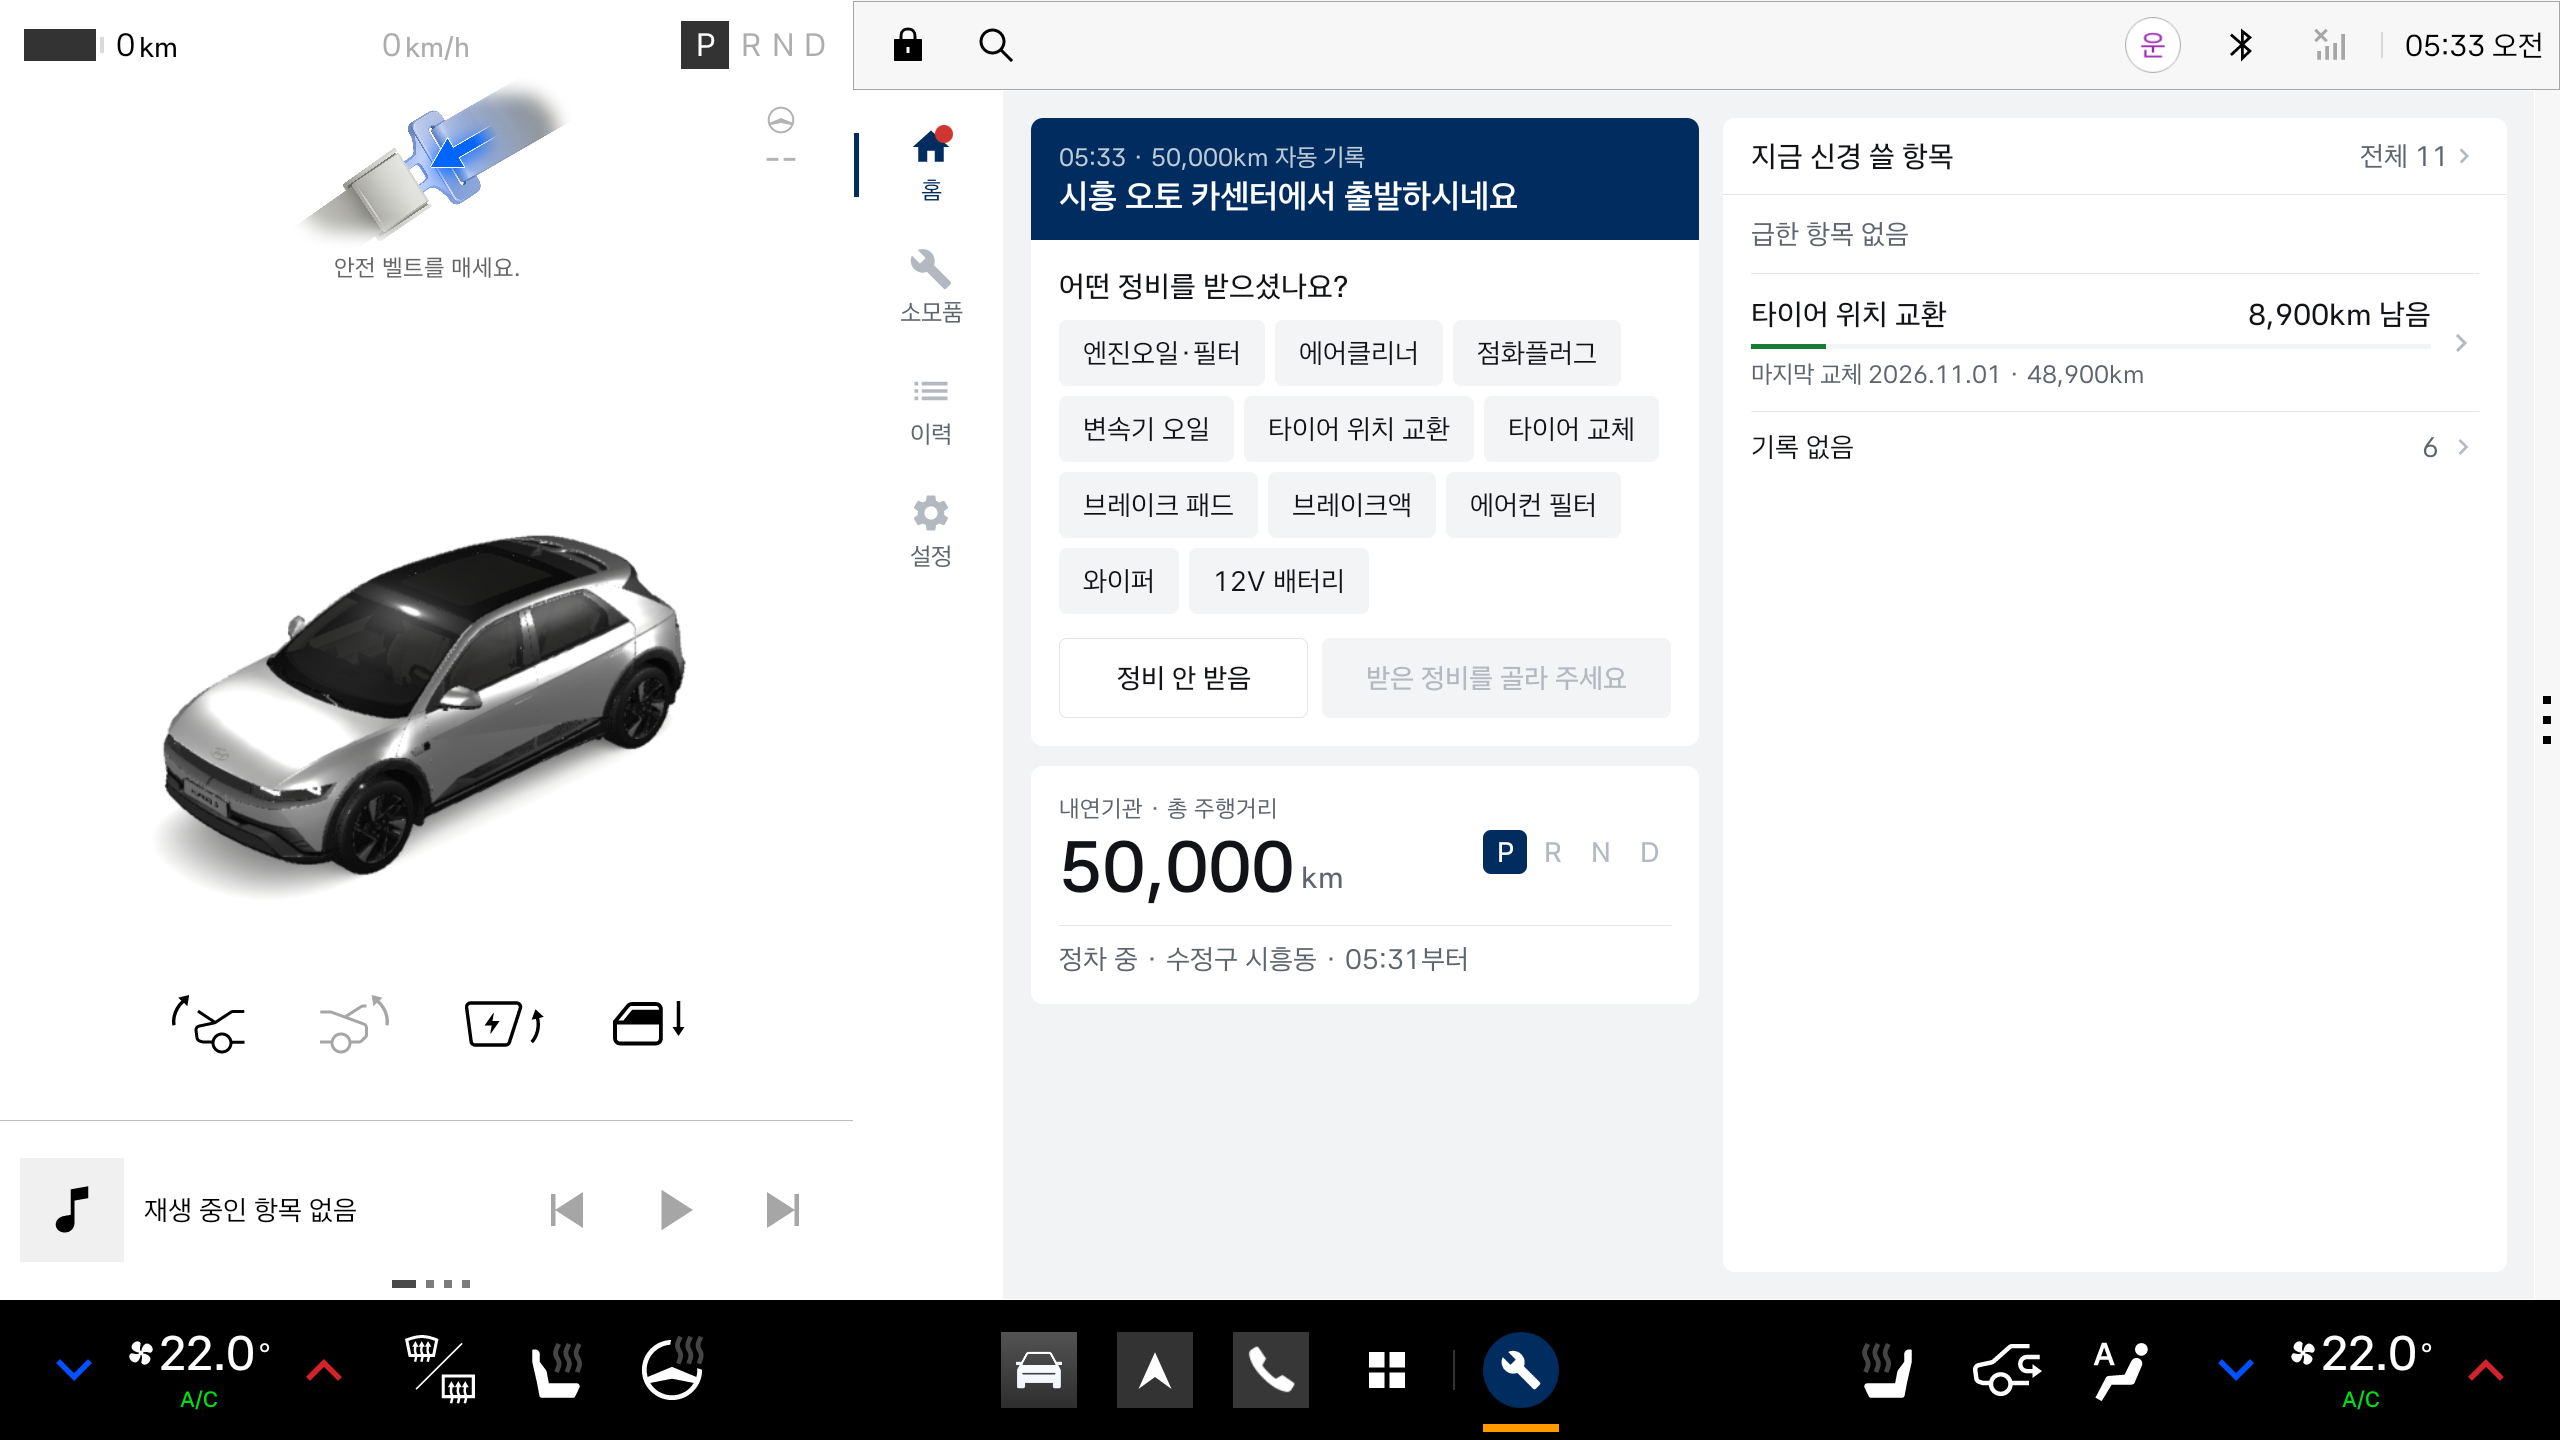 0 km
0 km/h
P R N D
05:33 오전
운
안전 벨트를 매세요.
--
재생 중인 항목 없음
홈
소모품
이력
설정
05:33 · 50,000km 자동 기록
시흥 오토 카센터에서 출발하시네요
어떤 정비를 받으셨나요?
엔진오일·필터
에어클리너
점화플러그
변속기 오일
타이어 위치 교환
타이어 교체
브레이크 패드
브레이크액
에어컨 필터
와이퍼
12V 배터리
정비 안 받음
받은 정비를 골라 주세요
내연기관 · 총 주행거리
50,000 km
P R N D
정차 중 · 수정구 시흥동 · 05:31부터
지금 신경 쓸 항목
전체 11
급한 항목 없음
타이어 위치 교환
8,900km 남음
마지막 교체 2026.11.01 · 48,900km
기록 없음
6
22.0°
A/C
A
22.0°
A/C